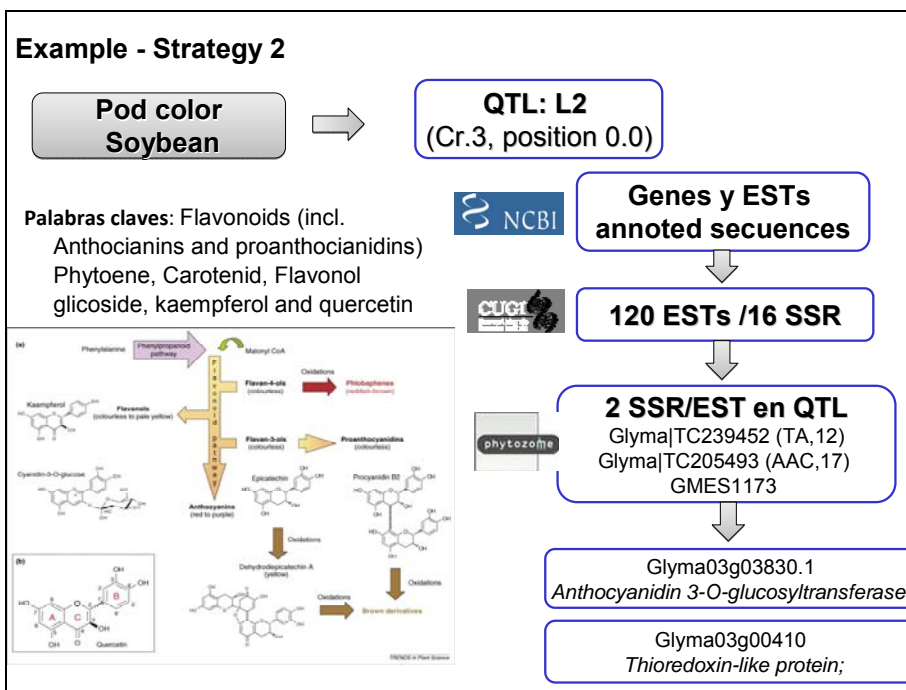 Example - Strategy 2
Pod color
Soybean
QTL: L2
(Cr.3, position 0.0)
Palabras claves: Flavonoids (incl.
Anthocianins and proanthocianidins)
Phytoene, Carotenid, Flavonol
glicoside, kaempferol and quercetin
NCBI
Genes y ESTs
annoted secuences
CUGI
120 ESTs /16 SSR
phytozome
2 SSR/EST en QTL
Glyma|TC239452 (TA,12)
Glyma|TC205493 (AAC,17)
GMES1173
Glyma03g03830.1
Anthocyanidin 3-O-glucosyltransferase
Glyma03g00410
Thioredoxin-like protein;
(a)
Phenylalanine
Phenylpropanoid
pathway
Malonyl CoA
Flavonoid pathway
Flavan-4-ols
(colourless)
Oxidations
Phlobaphenes
(reddish-brown)
Kaempferol
Flavonols
(colourless to pale yellow)
Flavan-3-ols
(colourless)
Proanthocyanidins
(colourless)
Cyanidin-3-O-glucose
Epicatechin
Procyanidin B2
Anthocyanins
(red to purple)
Oxidations
Dehydrodiepicatechin A
(yellow)
Oxidations
Brown derivatives
(b)
A
B
C
Quercetin
TRENDS in Plant Science